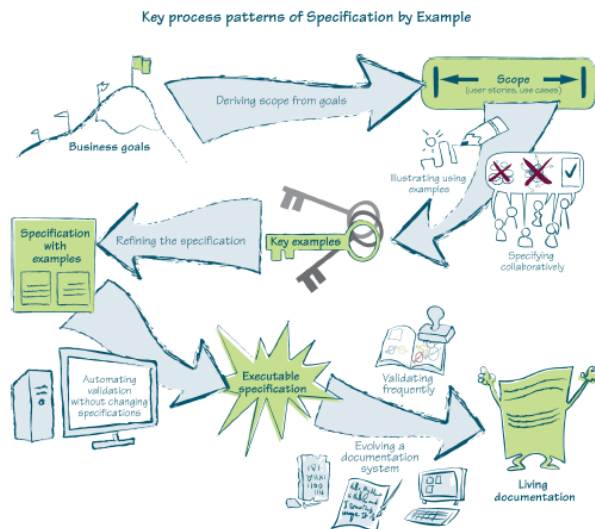 Key process patterns of Specification by Example
Scope
(user stories, use cases)
Deriving scope from goals
Business goals
Illustrating using
examples
Specifying
collaboratively
Key examples
Refining the specification
Specification
with
examples
Automating
validation
without changing
specifications
Executable
specification
Validating
frequently
Evolving a
documentation
system
Living
documentation